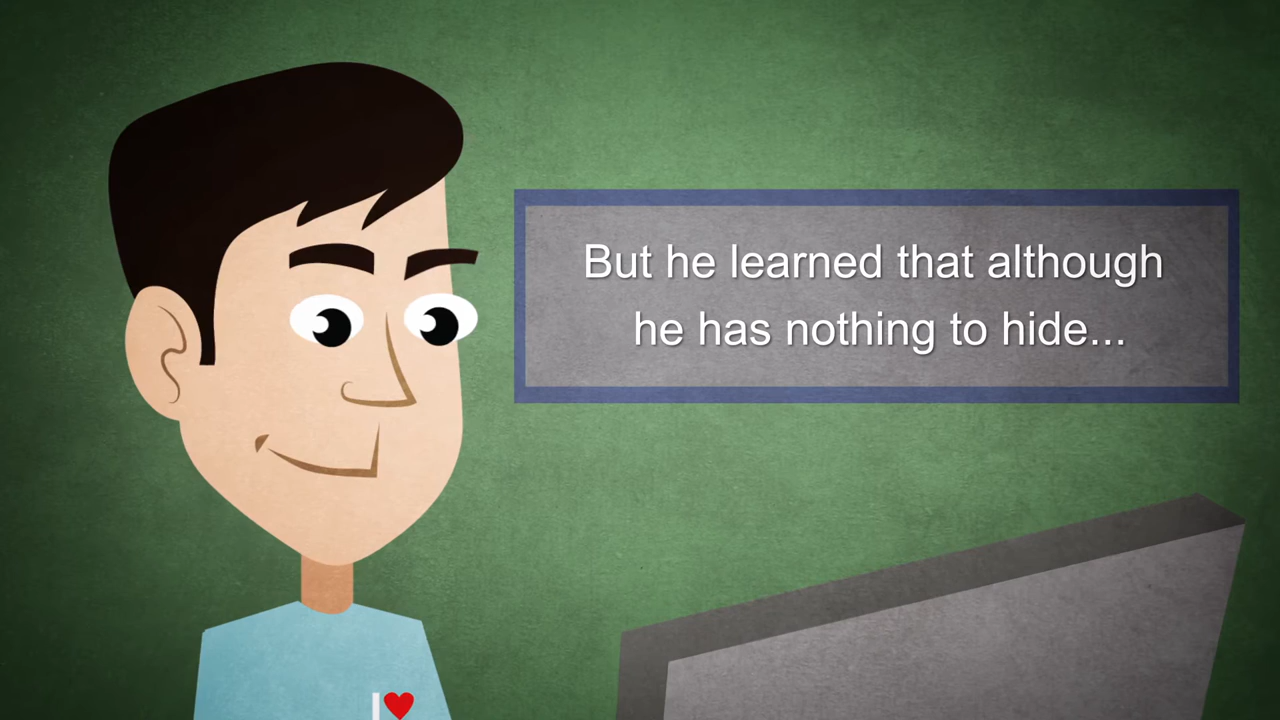 But he learned that although
he has nothing to hide...
I ♥